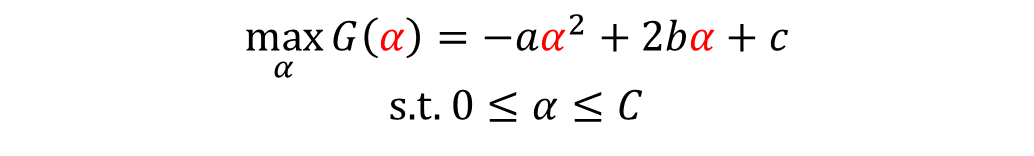 max G(α) = −aα² + 2bα + c
α
s.t. 0 ≤ α ≤ C